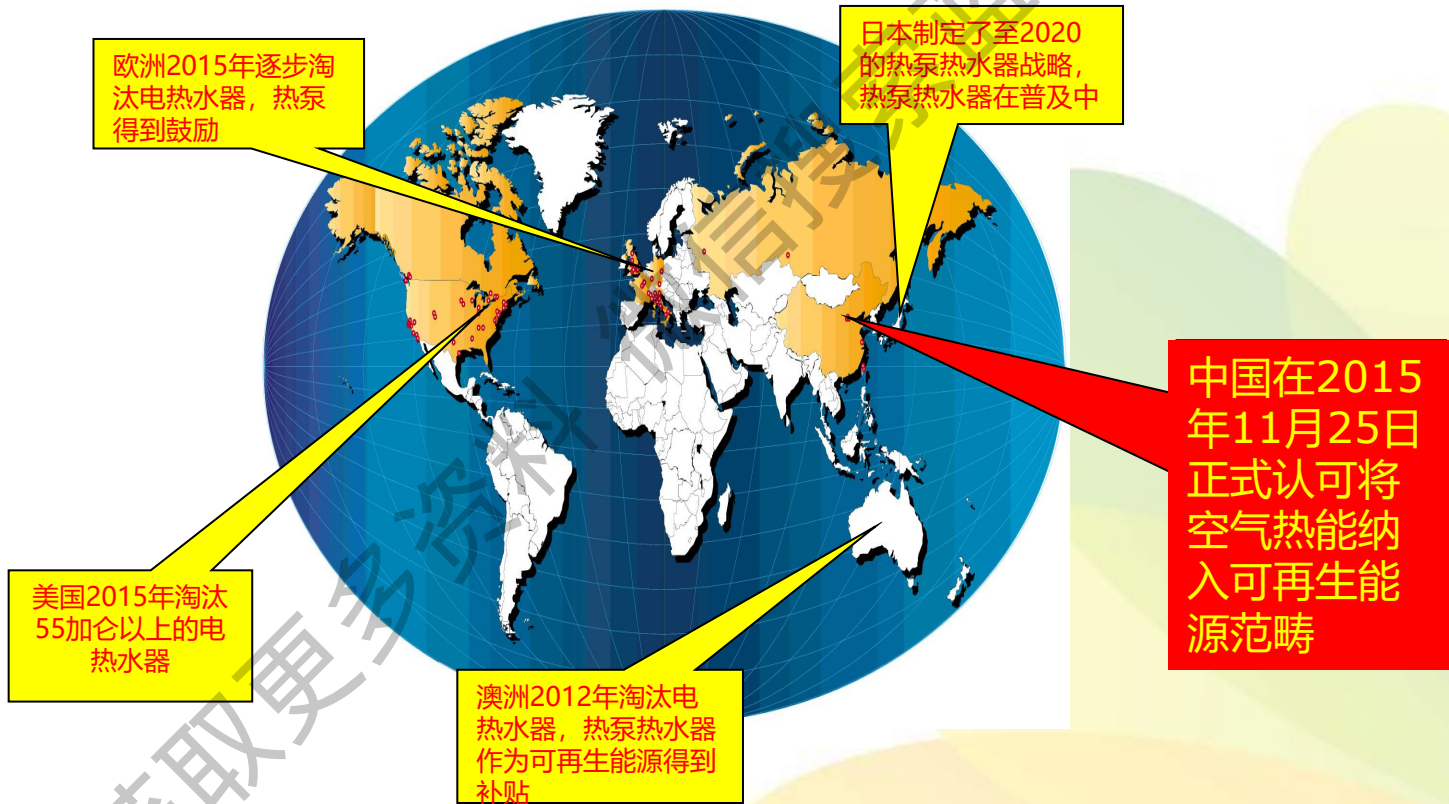 欧洲2015年逐步淘
汰电热水器，热泵
得到鼓励
日本制定了至2020
的热泵热水器战略，
热泵热水器在普及中
中国在2015
年11月25日
正式认可将
空气热能纳
入可再生能
源范畴
美国2015年淘汰
55加仑以上的电
热水器
澳洲2012年淘汰电
热水器，热泵热水器
作为可再生能源得到
补贴
获取更多资料 微信搜索